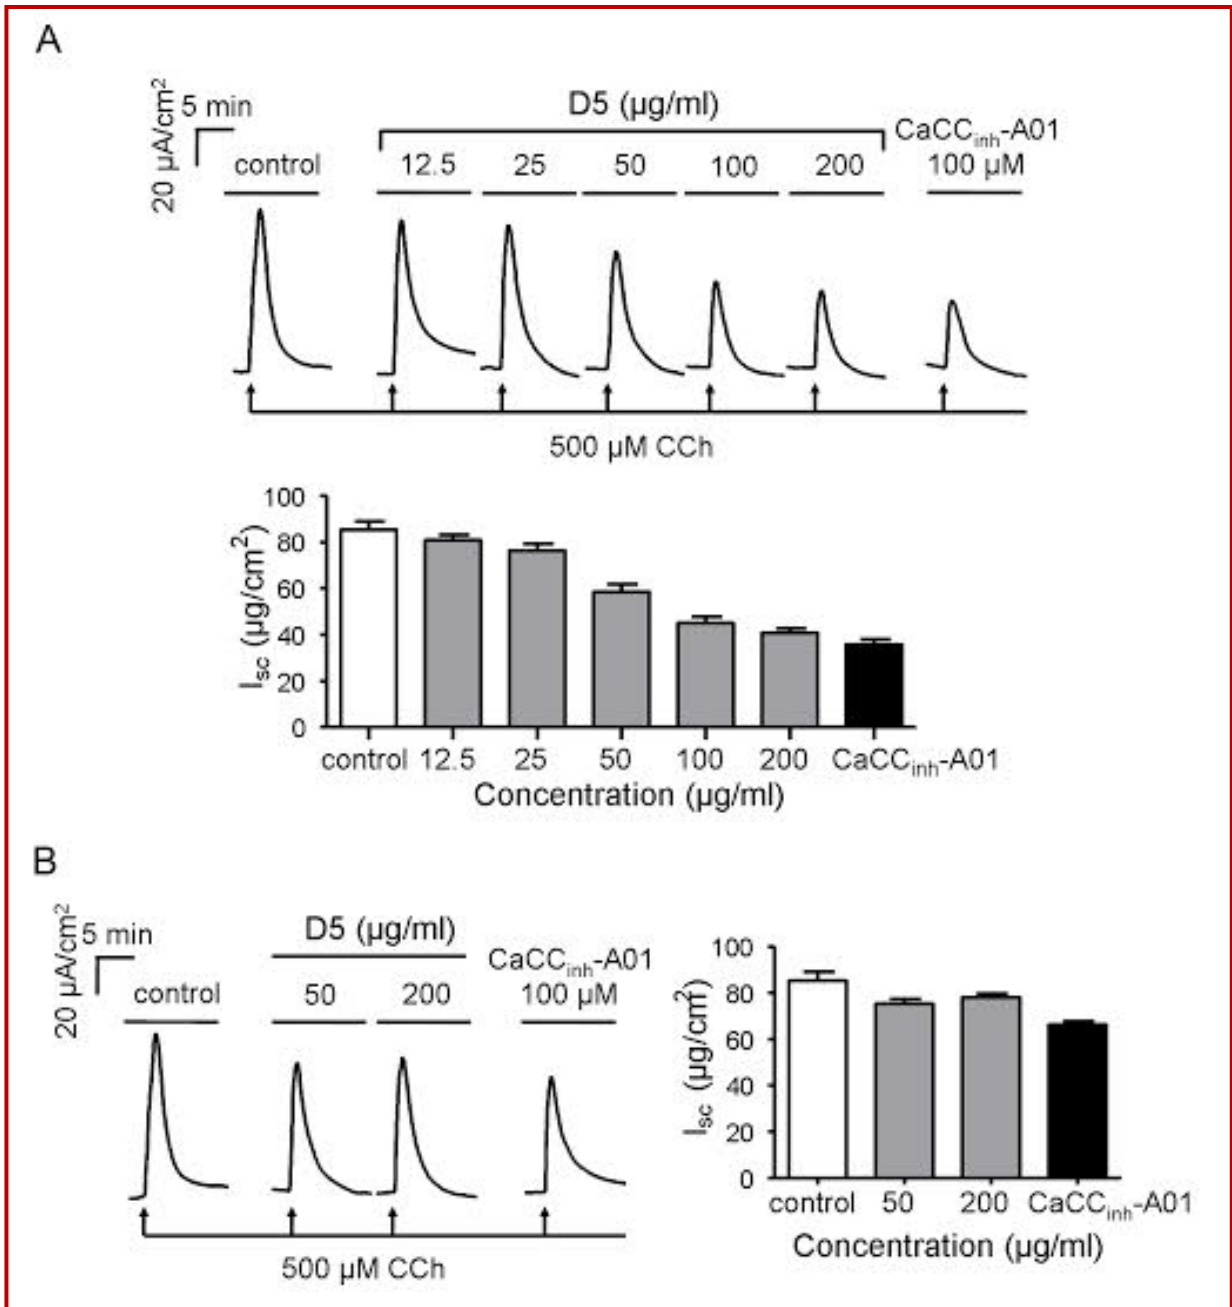 A
5 min
20 µA/cm²
D5 (µg/ml)
CaCCinh-A01
control
12.5
25
50
100
200
100 µM
500 µM CCh
100
80
60
40
20
0
Isc (µg/cm²)
control
12.5
25
50
100
200
CaCCinh-A01
Concentration (µg/ml)
B
5 min
20 µA/cm²
D5 (µg/ml)
CaCCinh-A01
control
50
200
100 µM
500 µM CCh
100
80
60
40
20
0
Isc (µg/cm²)
control
50
200
CaCCinh-A01
Concentration (µg/ml)